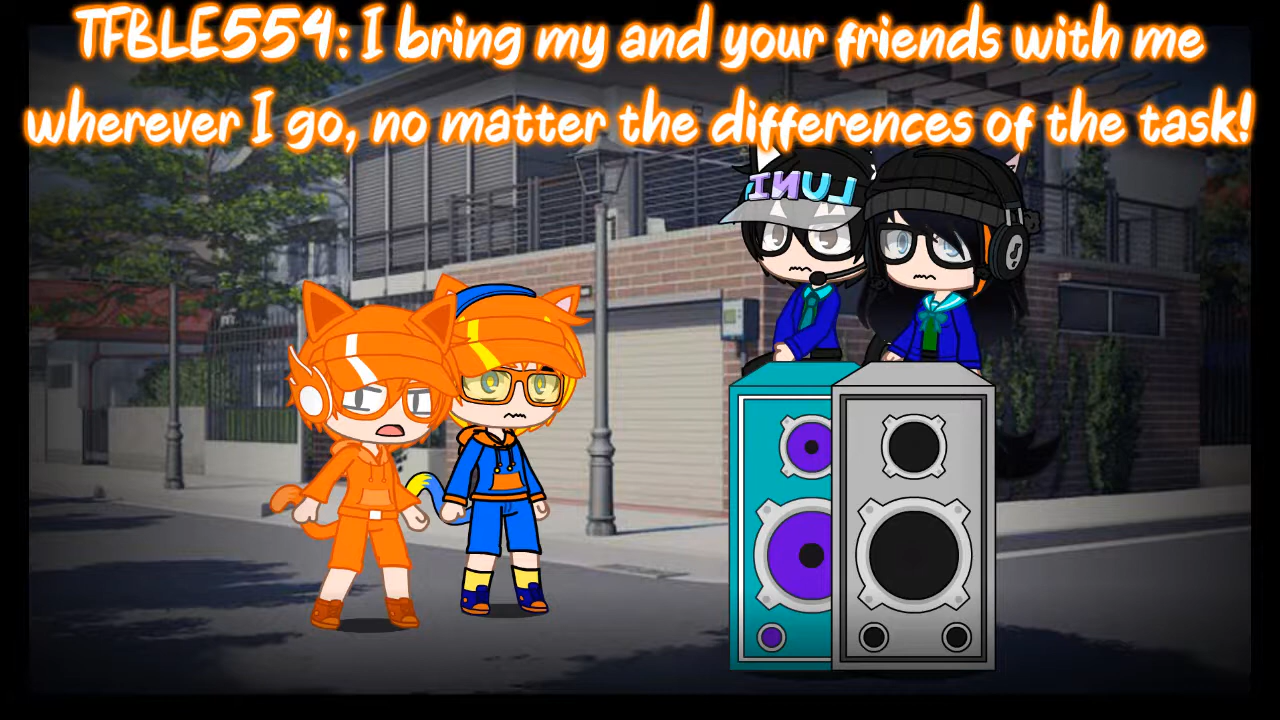 TFBLE554: I bring my and your friends with me
wherever I go, no matter the differences of the task!
LUNI